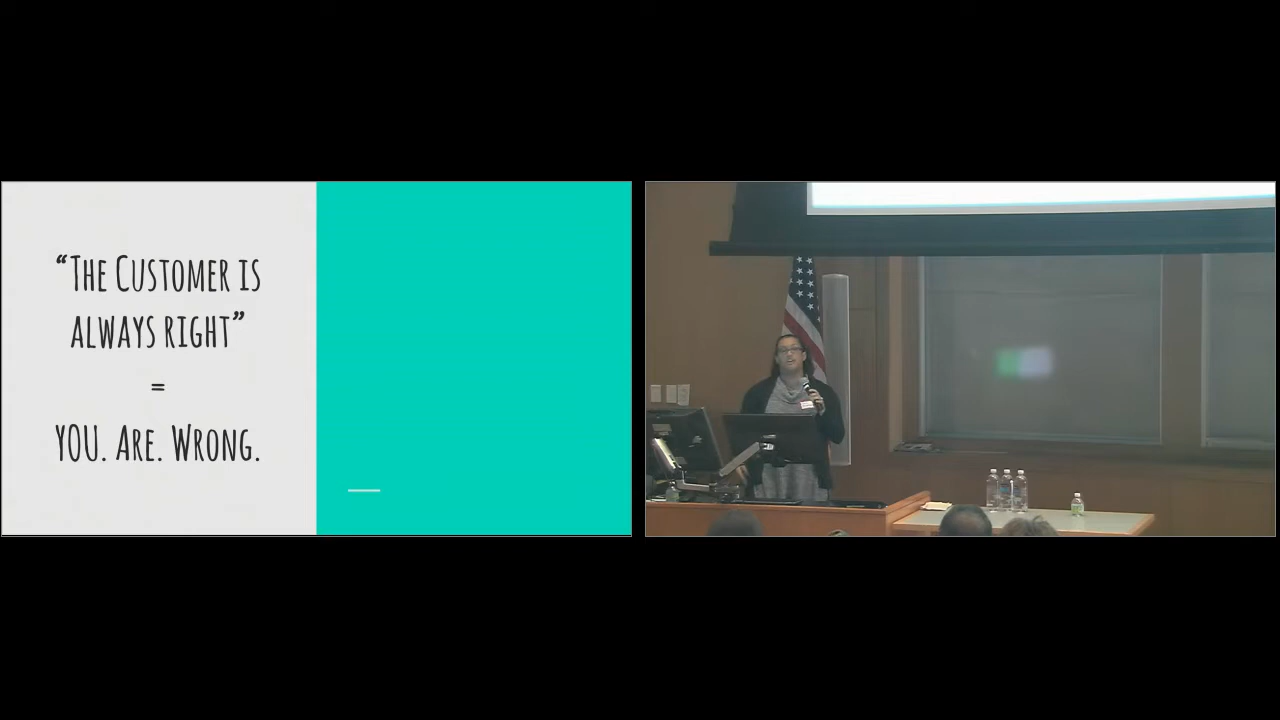 “The Customer is
always right”
=
YOU. Are. Wrong.